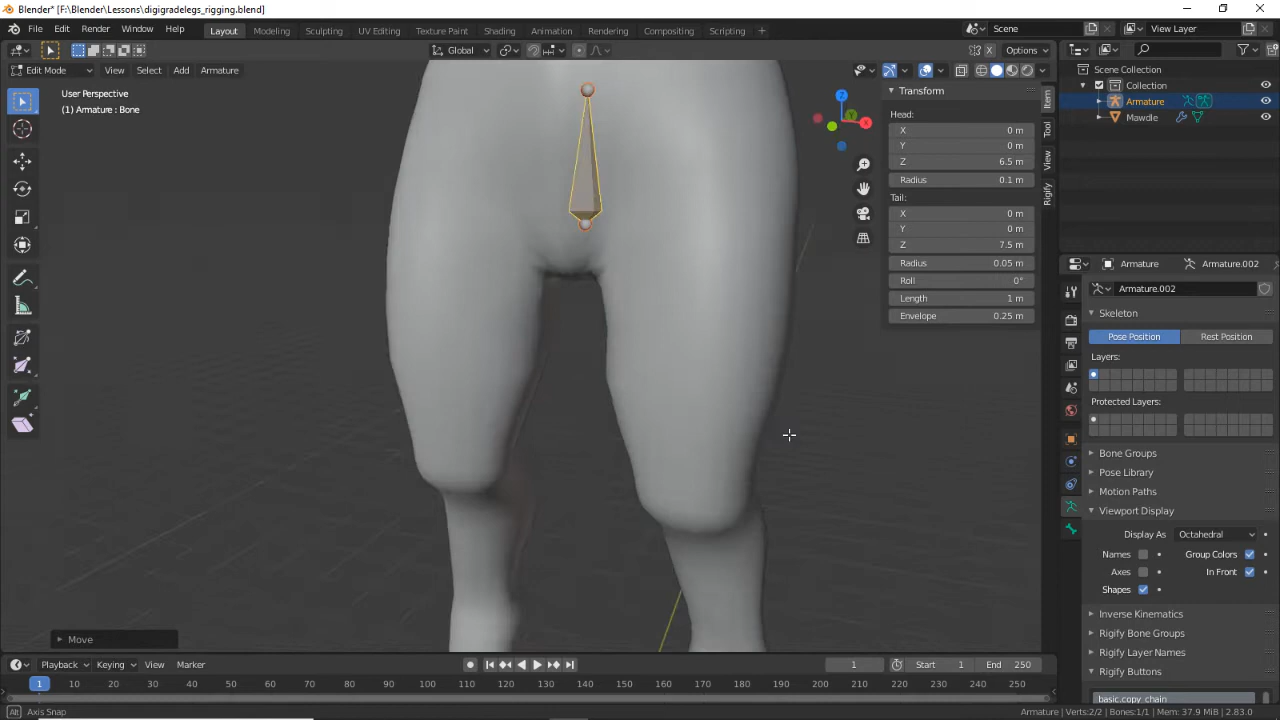 Blender* [F:\Blender\Lessons\digigradelegs_rigging.blend]
File Edit Render Window Help Layout Modeling Sculpting UV Editing Texture Paint Shading Animation Rendering Compositing Scripting + Scene View Layer
Global Options
Edit Mode View Select Add Armature
User Perspective
(1) Armature : Bone
Transform
Head:
X 0 m
Y 0 m
Z 6.5 m
Radius 0.1 m
Tail:
X 0 m
Y 0 m
Z 7.5 m
Radius 0.05 m
Roll 0°
Length 1 m
Envelope 0.25 m
Item
Tool
View
Rigify
Z
X
Y
Scene Collection
Collection
Armature
Mawdle
Armature Armature.002
Armature.002
Skeleton
Pose Position Rest Position
Layers:
Protected Layers:
Bone Groups
Pose Library
Motion Paths
Viewport Display
Display As Octahedral
Names Group Colors
Axes In Front
Shapes
Inverse Kinematics
Rigify Bone Groups
Rigify Layer Names
Rigify Buttons
basic.copy_chain
Move
Playback Keying View Marker 1 Start 1 End 250
1 10 20 30 40 50 60 70 80 90 100 110 120 130 140 150 160 170 180 190 200 210 220 230 240 250
Alt Axis Snap Armature | Verts:2/2 | Bones:1/1 | Mem: 37.9 MiB | 2.83.0